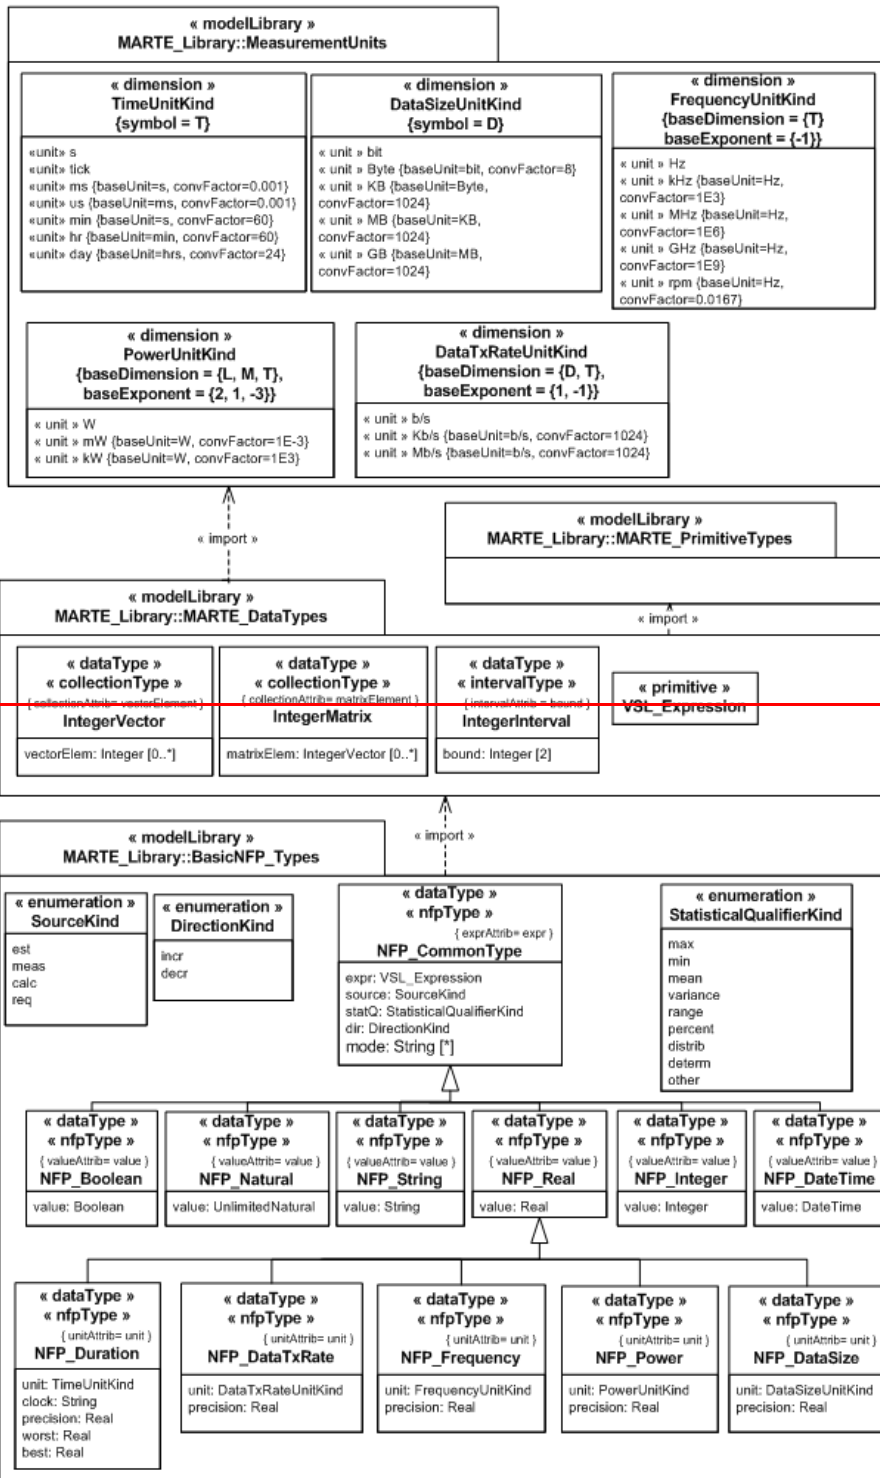 « modelLibrary »
MARTE_Library::MeasurementUnits
« dimension »
TimeUnitKind
{symbol = T}
«unit» s
«unit» tick
«unit» ms {baseUnit=s, convFactor=0.001}
«unit» us {baseUnit=ms, convFactor=0.001}
«unit» min {baseUnit=s, convFactor=60}
«unit» hr {baseUnit=min, convFactor=60}
«unit» day {baseUnit=hrs, convFactor=24}
« dimension »
DataSizeUnitKind
{symbol = D}
« unit » bit
« unit » Byte {baseUnit=bit, convFactor=8}
« unit » KB {baseUnit=Byte,
convFactor=1024}
« unit » MB {baseUnit=KB,
convFactor=1024}
« unit » GB {baseUnit=MB,
convFactor=1024}
« dimension »
FrequencyUnitKind
{baseDimension = {T}
baseExponent = {-1}}
« unit » Hz
« unit » kHz {baseUnit=Hz,
convFactor=1E3}
« unit » MHz {baseUnit=Hz,
convFactor=1E6}
« unit » GHz {baseUnit=Hz,
convFactor=1E9}
« unit » rpm {baseUnit=Hz,
convFactor=0.0167}
« dimension »
PowerUnitKind
{baseDimension = {L, M, T},
baseExponent = {2, 1, -3}}
« unit » W
« unit » mW {baseUnit=W, convFactor=1E-3}
« unit » kW {baseUnit=W, convFactor=1E3}
« dimension »
DataTxRateUnitKind
{baseDimension = {D, T},
baseExponent = {1, -1}}
« unit » b/s
« unit » Kb/s {baseUnit=b/s, convFactor=1024}
« unit » Mb/s {baseUnit=b/s, convFactor=1024}
« import »
« modelLibrary »
MARTE_Library::MARTE_PrimitiveTypes
« import »
« modelLibrary »
MARTE_Library::MARTE_DataTypes
« dataType »
« collectionType »
{ collectionAttrib= vectorElement }
IntegerVector
vectorElem: Integer [0..*]
« dataType »
« collectionType »
{ collectionAttrib= matrixElement }
IntegerMatrix
matrixElem: IntegerVector [0..*]
« dataType »
« intervalType »
{ intervalAttrib = bound }
IntegerInterval
bound: Integer [2]
« primitive »
VSL_Expression
« import »
« modelLibrary »
MARTE_Library::BasicNFP_Types
« enumeration »
SourceKind
est
meas
calc
req
« enumeration »
DirectionKind
incr
decr
« dataType »
« nfpType »
{ exprAttrib= expr }
NFP_CommonType
expr: VSL_Expression
source: SourceKind
statQ: StatisticalQualifierKind
dir: DirectionKind
mode: String [*]
« enumeration »
StatisticalQualifierKind
max
min
mean
variance
range
percent
distrib
determ
other
« dataType »
« nfpType »
{ valueAttrib= value }
NFP_Boolean
value: Boolean
« dataType »
« nfpType »
{ valueAttrib= value }
NFP_Natural
value: UnlimitedNatural
« dataType »
« nfpType »
{ valueAttrib= value }
NFP_String
value: String
« dataType »
« nfpType »
{ valueAttrib= value }
NFP_Real
value: Real
« dataType »
« nfpType »
{ valueAttrib= value }
NFP_Integer
value: Integer
« dataType »
« nfpType »
{ valueAttrib= value }
NFP_DateTime
value: DateTime
« dataType »
« nfpType »
{ unitAttrib= unit }
NFP_Duration
unit: TimeUnitKind
clock: String
precision: Real
worst: Real
best: Real
« dataType »
« nfpType »
{ unitAttrib= unit }
NFP_DataTxRate
unit: DataTxRateUnitKind
precision: Real
« dataType »
« nfpType »
{ unitAttrib= unit }
NFP_Frequency
unit: FrequencyUnitKind
precision: Real
« dataType »
« nfpType »
{ unitAttrib= unit }
NFP_Power
unit: PowerUnitKind
precision: Real
« dataType »
« nfpType »
{ unitAttrib= unit }
NFP_DataSize
unit: DataSizeUnitKind
precision: Real